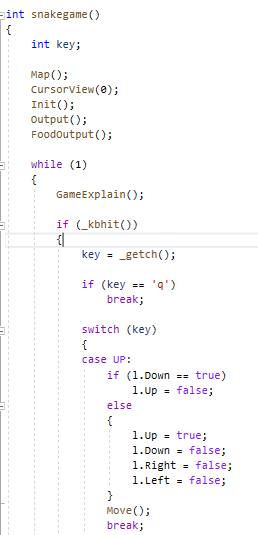 int snakegame()
{
int key;
Map();
CursorView(0);
Init();
Output();
FoodOutput();
while (1)
{
GameExplain();
if (_kbhit())
{
key = _getch();
if (key == 'q')
break;
switch (key)
{
case UP:
if (l.Down == true)
l.Up = false;
else
{
l.Up = true;
l.Down = false;
l.Right = false;
l.Left = false;
}
Move();
break;